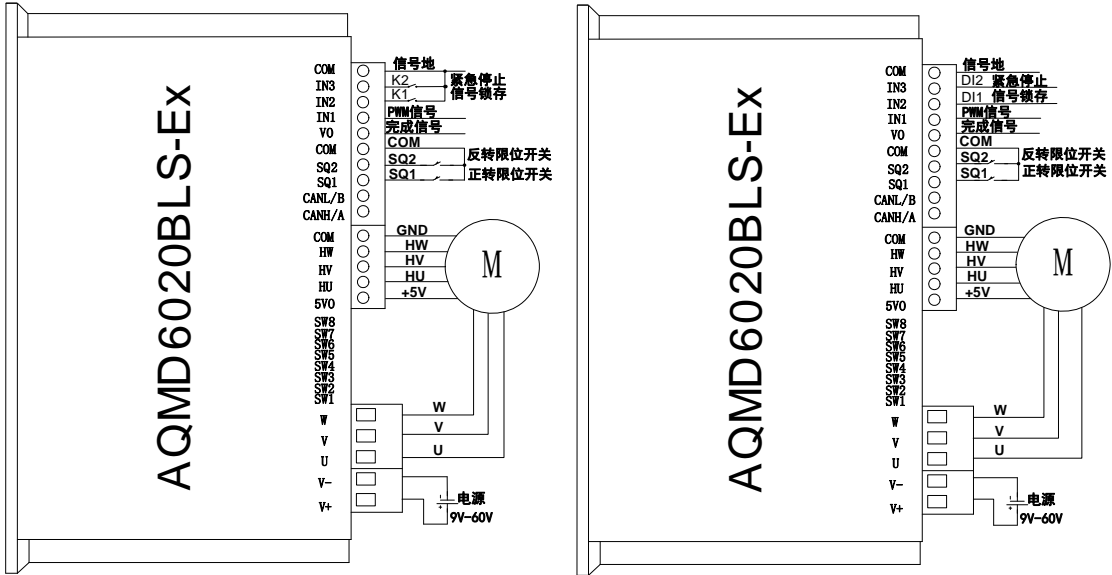 AQMD6020BLS-Ex
COM 信号地
IN3 K2 紧急停止
IN2 K1 信号锁存
IN1 PWM信号
VO 完成信号
COM COM
SQ2 SQ2 反转限位开关
SQ1 SQ1 正转限位开关
CANL/B
CANH/A
COM GND
HW HW
HV HV
HU HU
5VO +5V
M
SW8
SW7
SW6
SW5
SW4
SW3
SW2
SW1
W W
V V
U U
V- 电源
V+ 9V-60V
AQMD6020BLS-Ex
COM 信号地
IN3 DI2 紧急停止
IN2 DI1 信号锁存
IN1 PWM信号
VO 完成信号
COM COM
SQ2 SQ2 反转限位开关
SQ1 SQ1 正转限位开关
CANL/B
CANH/A
COM GND
HW HW
HV HV
HU HU
5VO +5V
M
SW8
SW7
SW6
SW5
SW4
SW3
SW2
SW1
W W
V V
U U
V- 电源
V+ 9V-60V